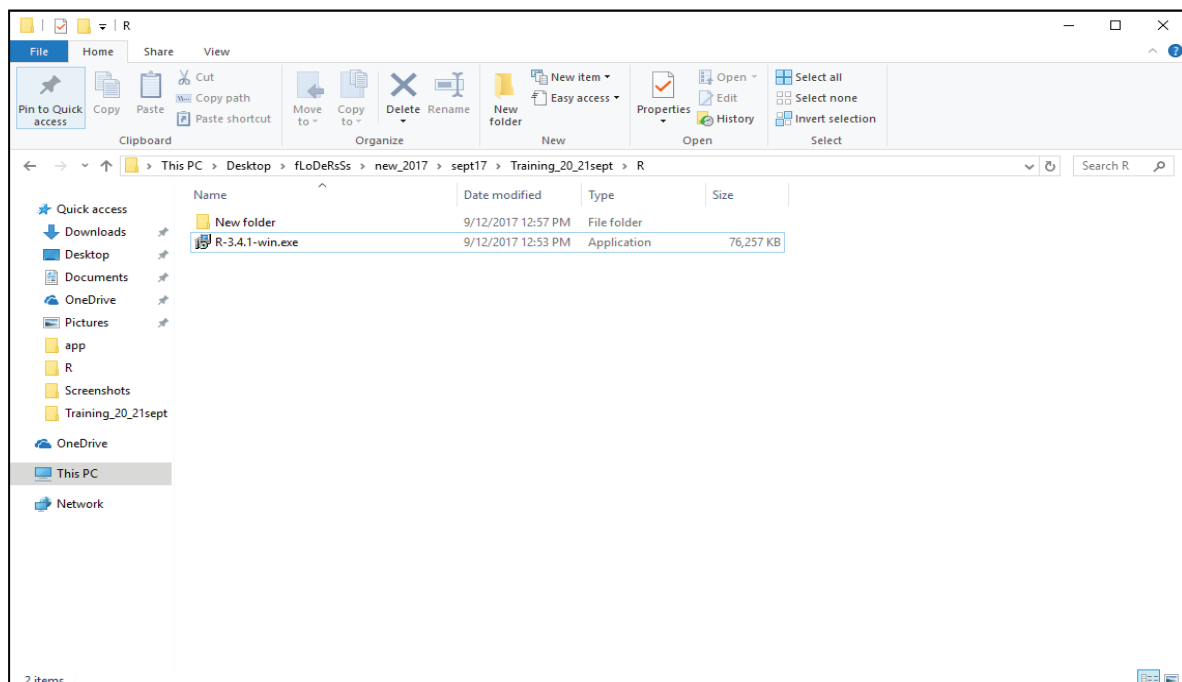 R
File Home Share View
Pin to Quick access
Copy
Paste
Cut
Copy path
Paste shortcut
Clipboard
Move to
Copy to
Delete
Rename
Organize
New folder
New item
Easy access
New
Properties
Open
Edit
History
Open
Select all
Select none
Invert selection
Select
This PC > Desktop > fLoDeRsSs > new_2017 > sept17 > Training_20_21sept > R
Search R
Name Date modified Type Size
New folder 9/12/2017 12:57 PM File folder
R-3.4.1-win.exe 9/12/2017 12:53 PM Application 76,257 KB
Quick access
Downloads
Desktop
Documents
OneDrive
Pictures
app
R
Screenshots
Training_20_21sept
OneDrive
This PC
Network
2 items